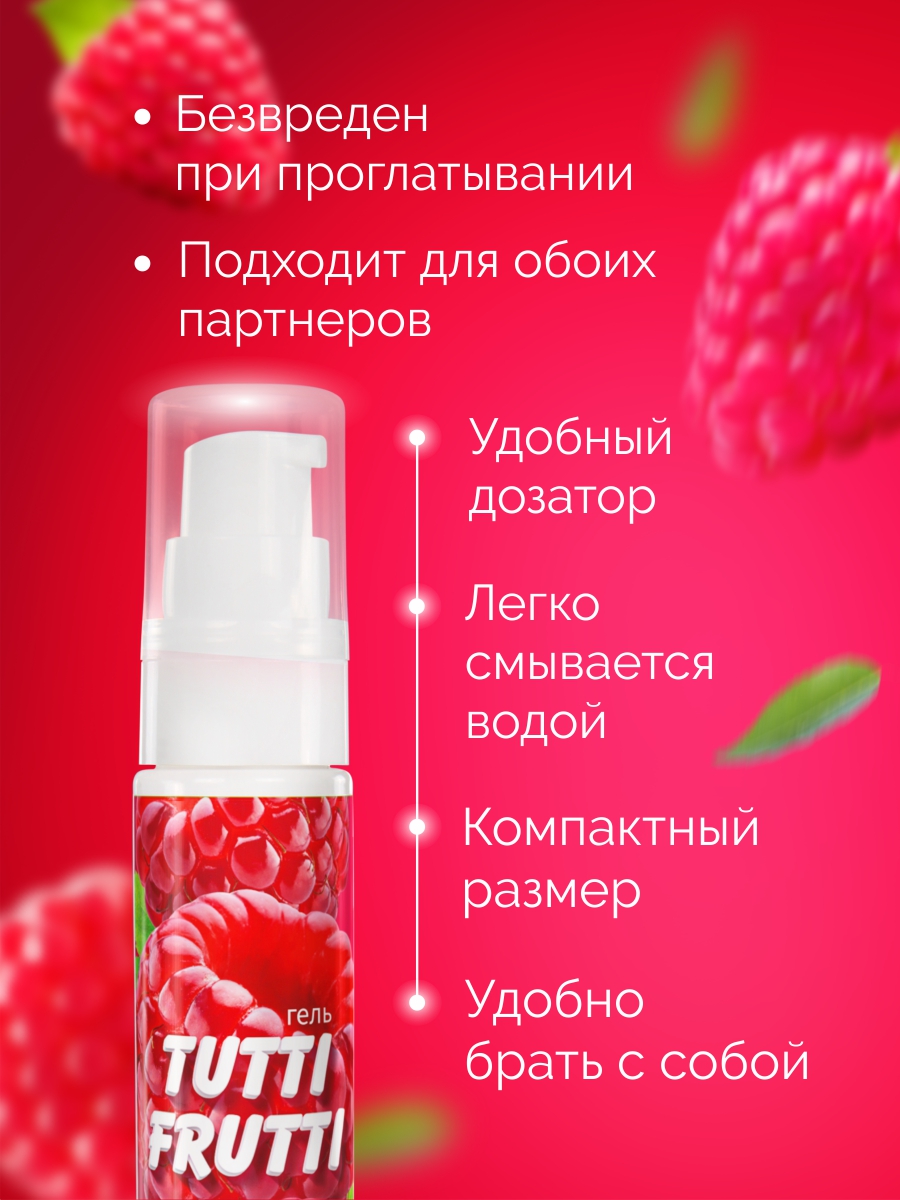 • Безвреден
при проглатывании
• Подходит для обоих
партнеров
Удобный
дозатор
Легко
смывается
водой
Компактный
размер
Удобно
брать с собой
гель
TUTTI
FRUTTI